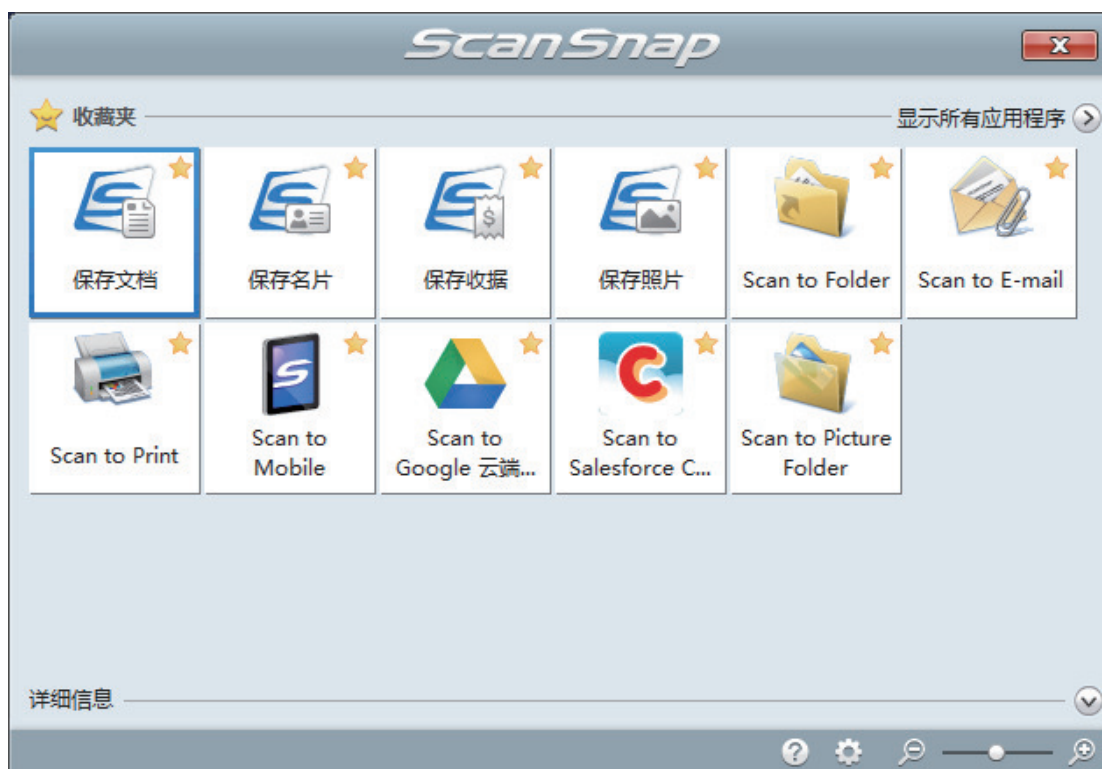 ScanSnap
收藏夹
显示所有应用程序
保存文档
保存名片
保存收据
保存照片
Scan to Folder
Scan to E-mail
Scan to Print
Scan to
Mobile
Scan to
Google 云端...
Scan to
Salesforce C...
Scan to Picture
Folder
详细信息